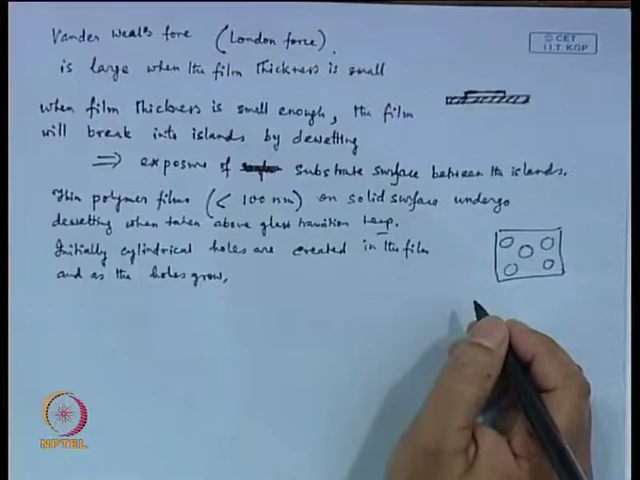 Vander Weal's force (London force).
© CET
I.I.T. KGP
is large when the film thickness is small
when film thickness is small enough, the film
will break into islands by dewetting
⇒ exposure of substrate surface between the islands.
Thin polymer films (< 100 nm) on solid surface undergo
dewetting when taken above glass transition temp.
Initially cylindrical holes are created in the film
and as the holes grow,
NPTEL